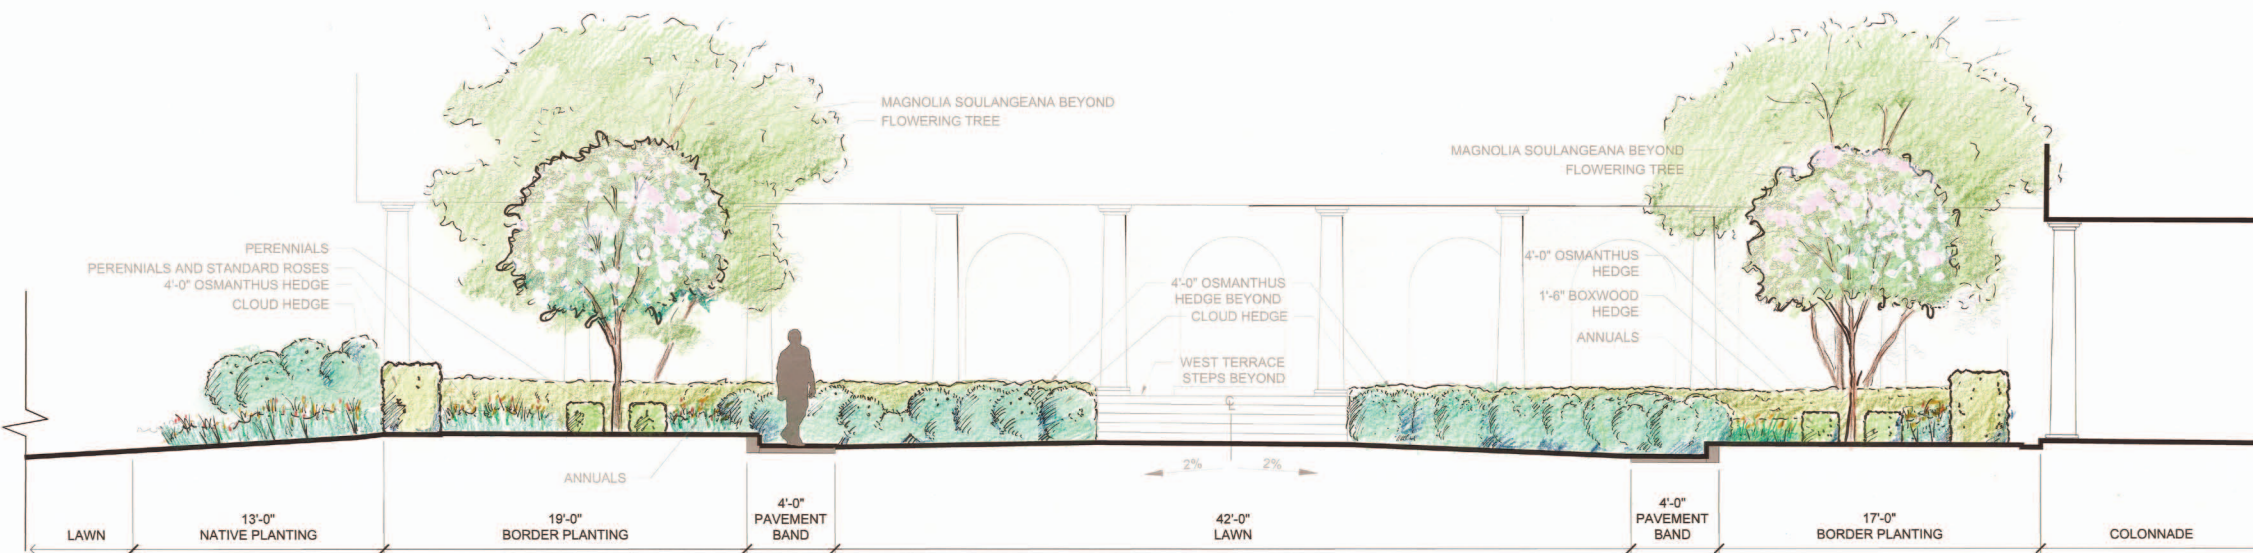 MAGNOLIA SOULANGEANA BEYOND
FLOWERING TREE
MAGNOLIA SOULANGEANA BEYOND
FLOWERING TREE
PERENNIALS
PERENNIALS AND STANDARD ROSES
4'-0" OSMANTHUS HEDGE
CLOUD HEDGE
4'-0" OSMANTHUS
HEDGE BEYOND
CLOUD HEDGE
WEST TERRACE
STEPS BEYOND
4'-0" OSMANTHUS
HEDGE
1'-6" BOXWOOD
HEDGE
ANNUALS
CL
2%
2%
ANNUALS
LAWN
13'-0"
NATIVE PLANTING
19'-0"
BORDER PLANTING
4'-0"
PAVEMENT
BAND
42'-0"
LAWN
4'-0"
PAVEMENT
BAND
17'-0"
BORDER PLANTING
COLONNADE